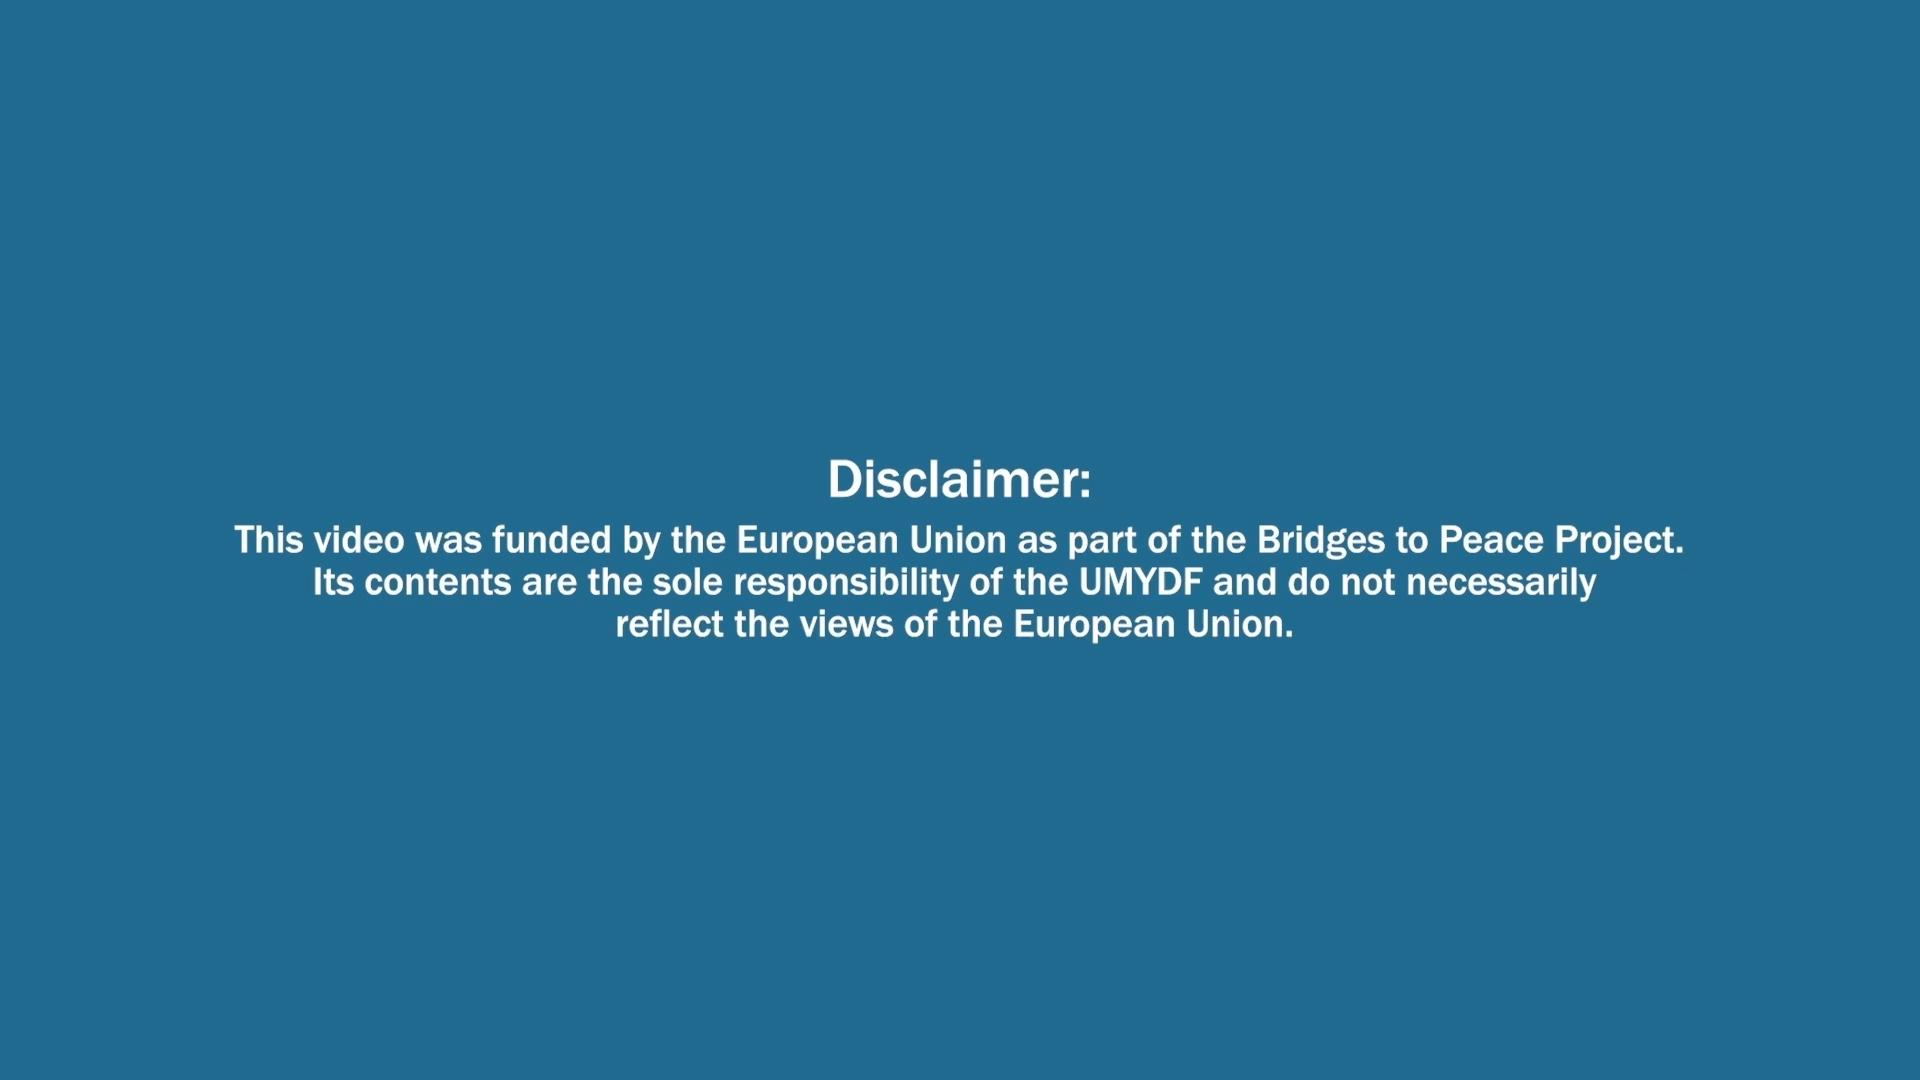 Disclaimer:
This video was funded by the European Union as part of the Bridges to Peace Project.
Its contents are the sole responsibility of the UMYDF and do not necessarily
reflect the views of the European Union.